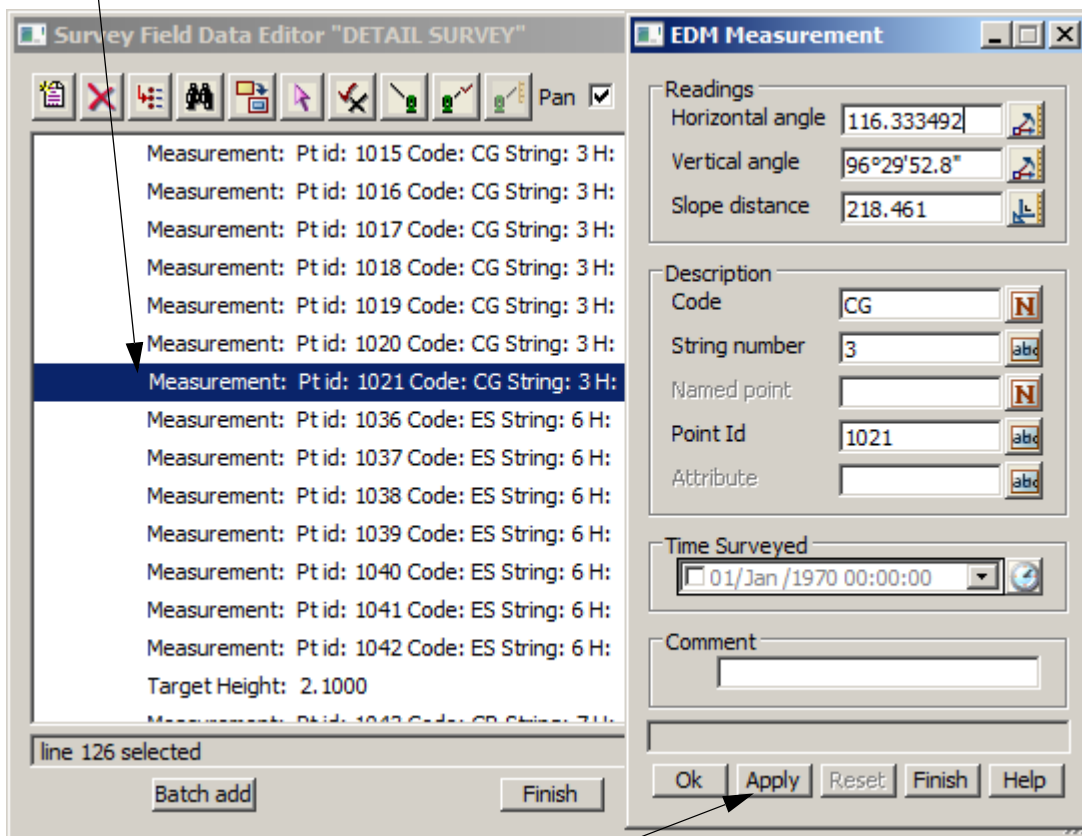 Survey Field Data Editor "DETAIL SURVEY"
Pan
Measurement: Pt id: 1015 Code: CG String: 3 H:
Measurement: Pt id: 1016 Code: CG String: 3 H:
Measurement: Pt id: 1017 Code: CG String: 3 H:
Measurement: Pt id: 1018 Code: CG String: 3 H:
Measurement: Pt id: 1019 Code: CG String: 3 H:
Measurement: Pt id: 1020 Code: CG String: 3 H:
Measurement: Pt id: 1021 Code: CG String: 3 H:
Measurement: Pt id: 1036 Code: ES String: 6 H:
Measurement: Pt id: 1037 Code: ES String: 6 H:
Measurement: Pt id: 1038 Code: ES String: 6 H:
Measurement: Pt id: 1039 Code: ES String: 6 H:
Measurement: Pt id: 1040 Code: ES String: 6 H:
Measurement: Pt id: 1041 Code: ES String: 6 H:
Measurement: Pt id: 1042 Code: ES String: 6 H:
Target Height: 2.1000
line 126 selected
Batch add
Finish
EDM Measurement
Readings
Horizontal angle 116.333492
Vertical angle 96°29'52.8"
Slope distance 218.461
Description
Code CG N
String number 3 abc
Named point N
Point Id 1021 abc
Attribute abc
Time Surveyed
01/Jan /1970 00:00:00
Comment
Ok Apply Reset Finish Help